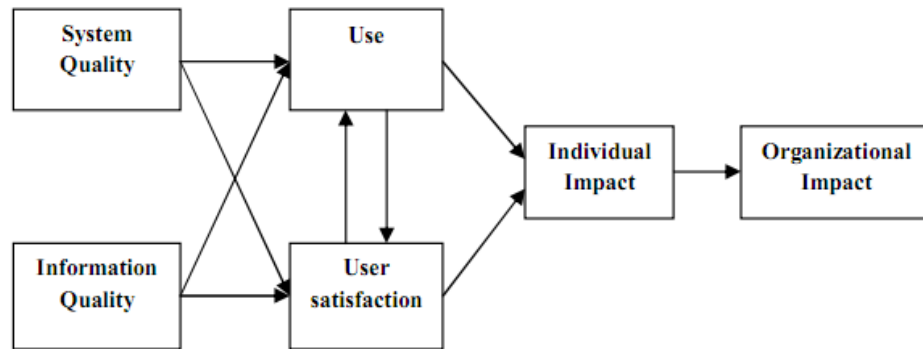 System
Quality
Use
Individual
Impact
Organizational
Impact
Information
Quality
User
satisfaction